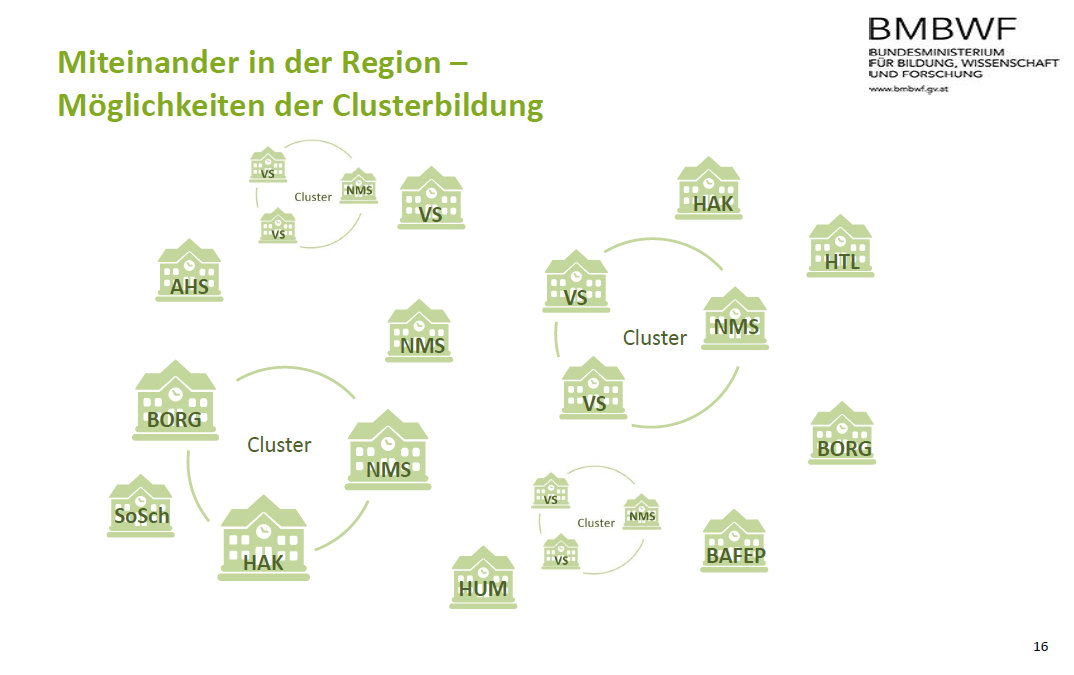 BMBWF
BUNDESMINISTERIUM
FÜR BILDUNG, WISSENSCHAFT
UND FORSCHUNG
www.bmbwf.gv.at
Miteinander in der Region –
Möglichkeiten der Clusterbildung
VS
Cluster
NMS
VS
VS
AHS
NMS
HAK
HTL
VS
Cluster
NMS
VS
BORG
Cluster
NMS
SoSch
HAK
BORG
VS
Cluster
NMS
VS
HUM
BAFEP
16